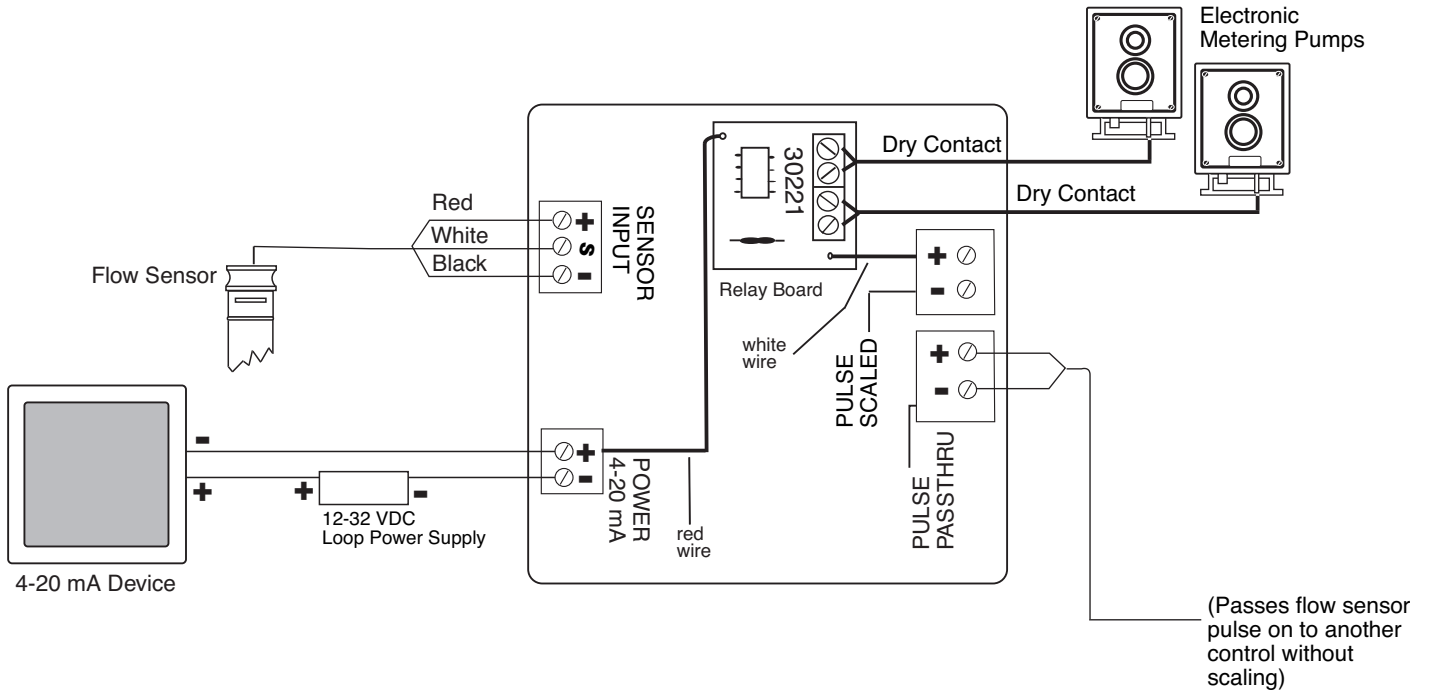 Electronic
Metering Pumps
Dry Contact
Dry Contact
30221
Relay Board
Red
White
Black
+
S
-
SENSOR
INPUT
Flow Sensor
+
-
white
wire
PULSE
SCALED
+
-
PULSE
PASSTHRU
-
+
+
-
12-32 VDC
Loop Power Supply
+
-
POWER
4-20 mA
red
wire
4-20 mA Device
(Passes flow sensor
pulse on to another
control without
scaling)